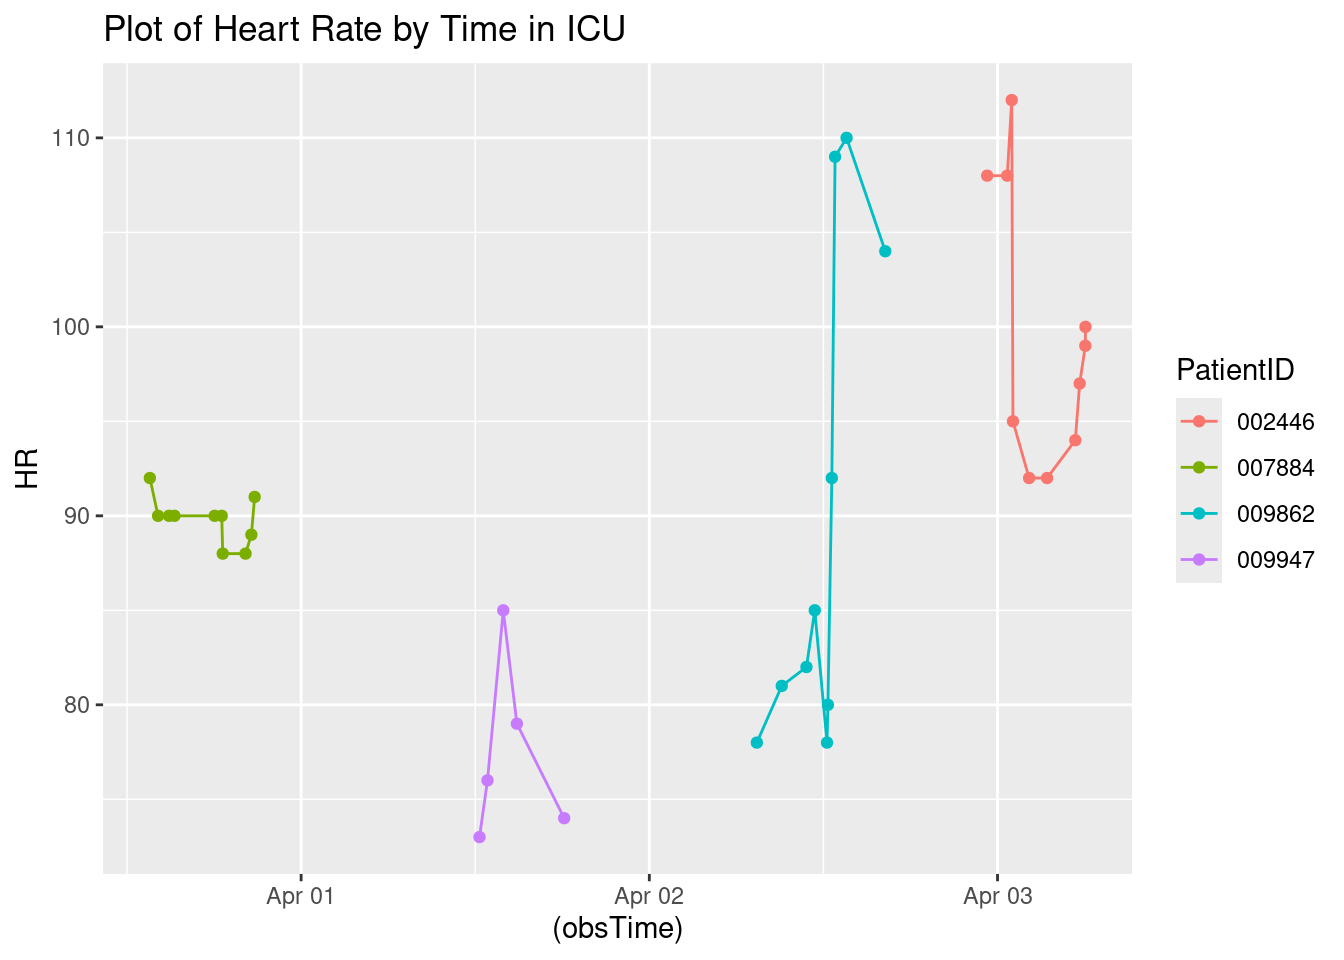 Plot of Heart Rate by Time in ICU
110
100
90
80
HR
Apr 01
Apr 02
Apr 03
(obsTime)
PatientID
002446
007884
009862
009947